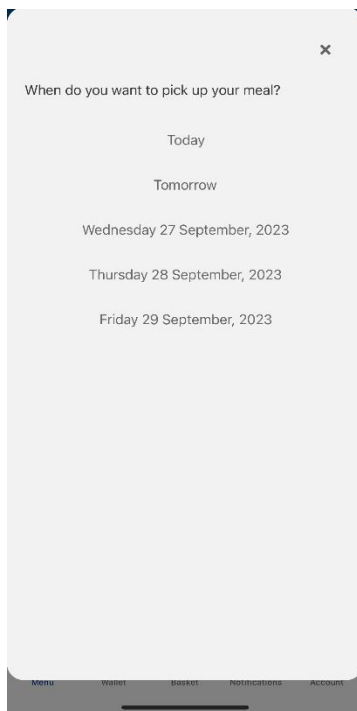 ×
When do you want to pick up your meal?
Today
Tomorrow
Wednesday 27 September, 2023
Thursday 28 September, 2023
Friday 29 September, 2023
Menu Wallet Basket Notifications Account